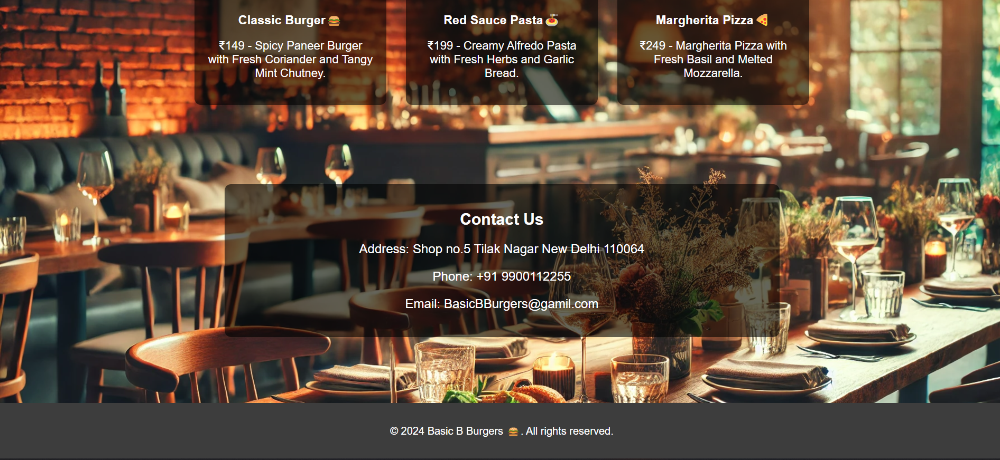 Classic Burger🍔
₹149 - Spicy Paneer Burger
with Fresh Coriander and Tangy
Mint Chutney.
Red Sauce Pasta🍝
₹199 - Creamy Alfredo Pasta
with Fresh Herbs and Garlic
Bread.
Margherita Pizza🍕
₹249 - Margherita Pizza with
Fresh Basil and Melted
Mozzarella.
Contact Us
Address: Shop no.5 Tilak Nagar New Delhi 110064
Phone: +91 9900112255
Email: BasicBBurgers@gamil.com
© 2024 Basic B Burgers 🍔. All rights reserved.